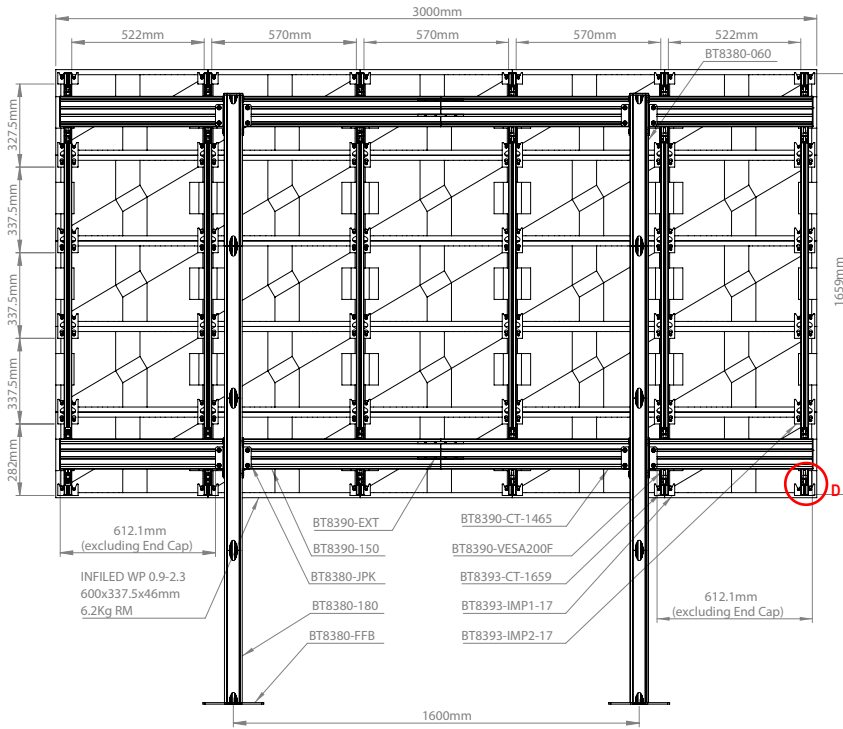 3000mm
522mm
570mm
570mm
570mm
522mm
BT8380-060
327.5mm
337.5mm
337.5mm
337.5mm
282mm
1659mm
D
612.1mm
(excluding End Cap)
INFILED WP 0.9-2.3
600x337.5x46mm
6.2Kg RM
BT8390-EXT
BT8390-150
BT8380-JPK
BT8380-180
BT8380-FFB
BT8390-CT-1465
BT8390-VESA200F
BT8393-CT-1659
BT8393-IMP1-17
BT8393-IMP2-17
612.1mm
(excluding End Cap)
1600mm